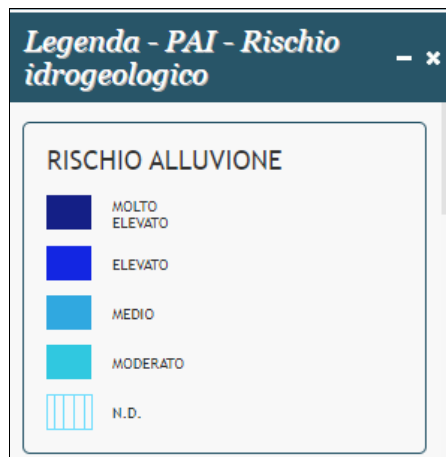 Legenda - PAI - Rischio
idrogeologico
RISCHIO ALLUVIONE
MOLTO
ELEVATO
ELEVATO
MEDIO
MODERATO
N.D.